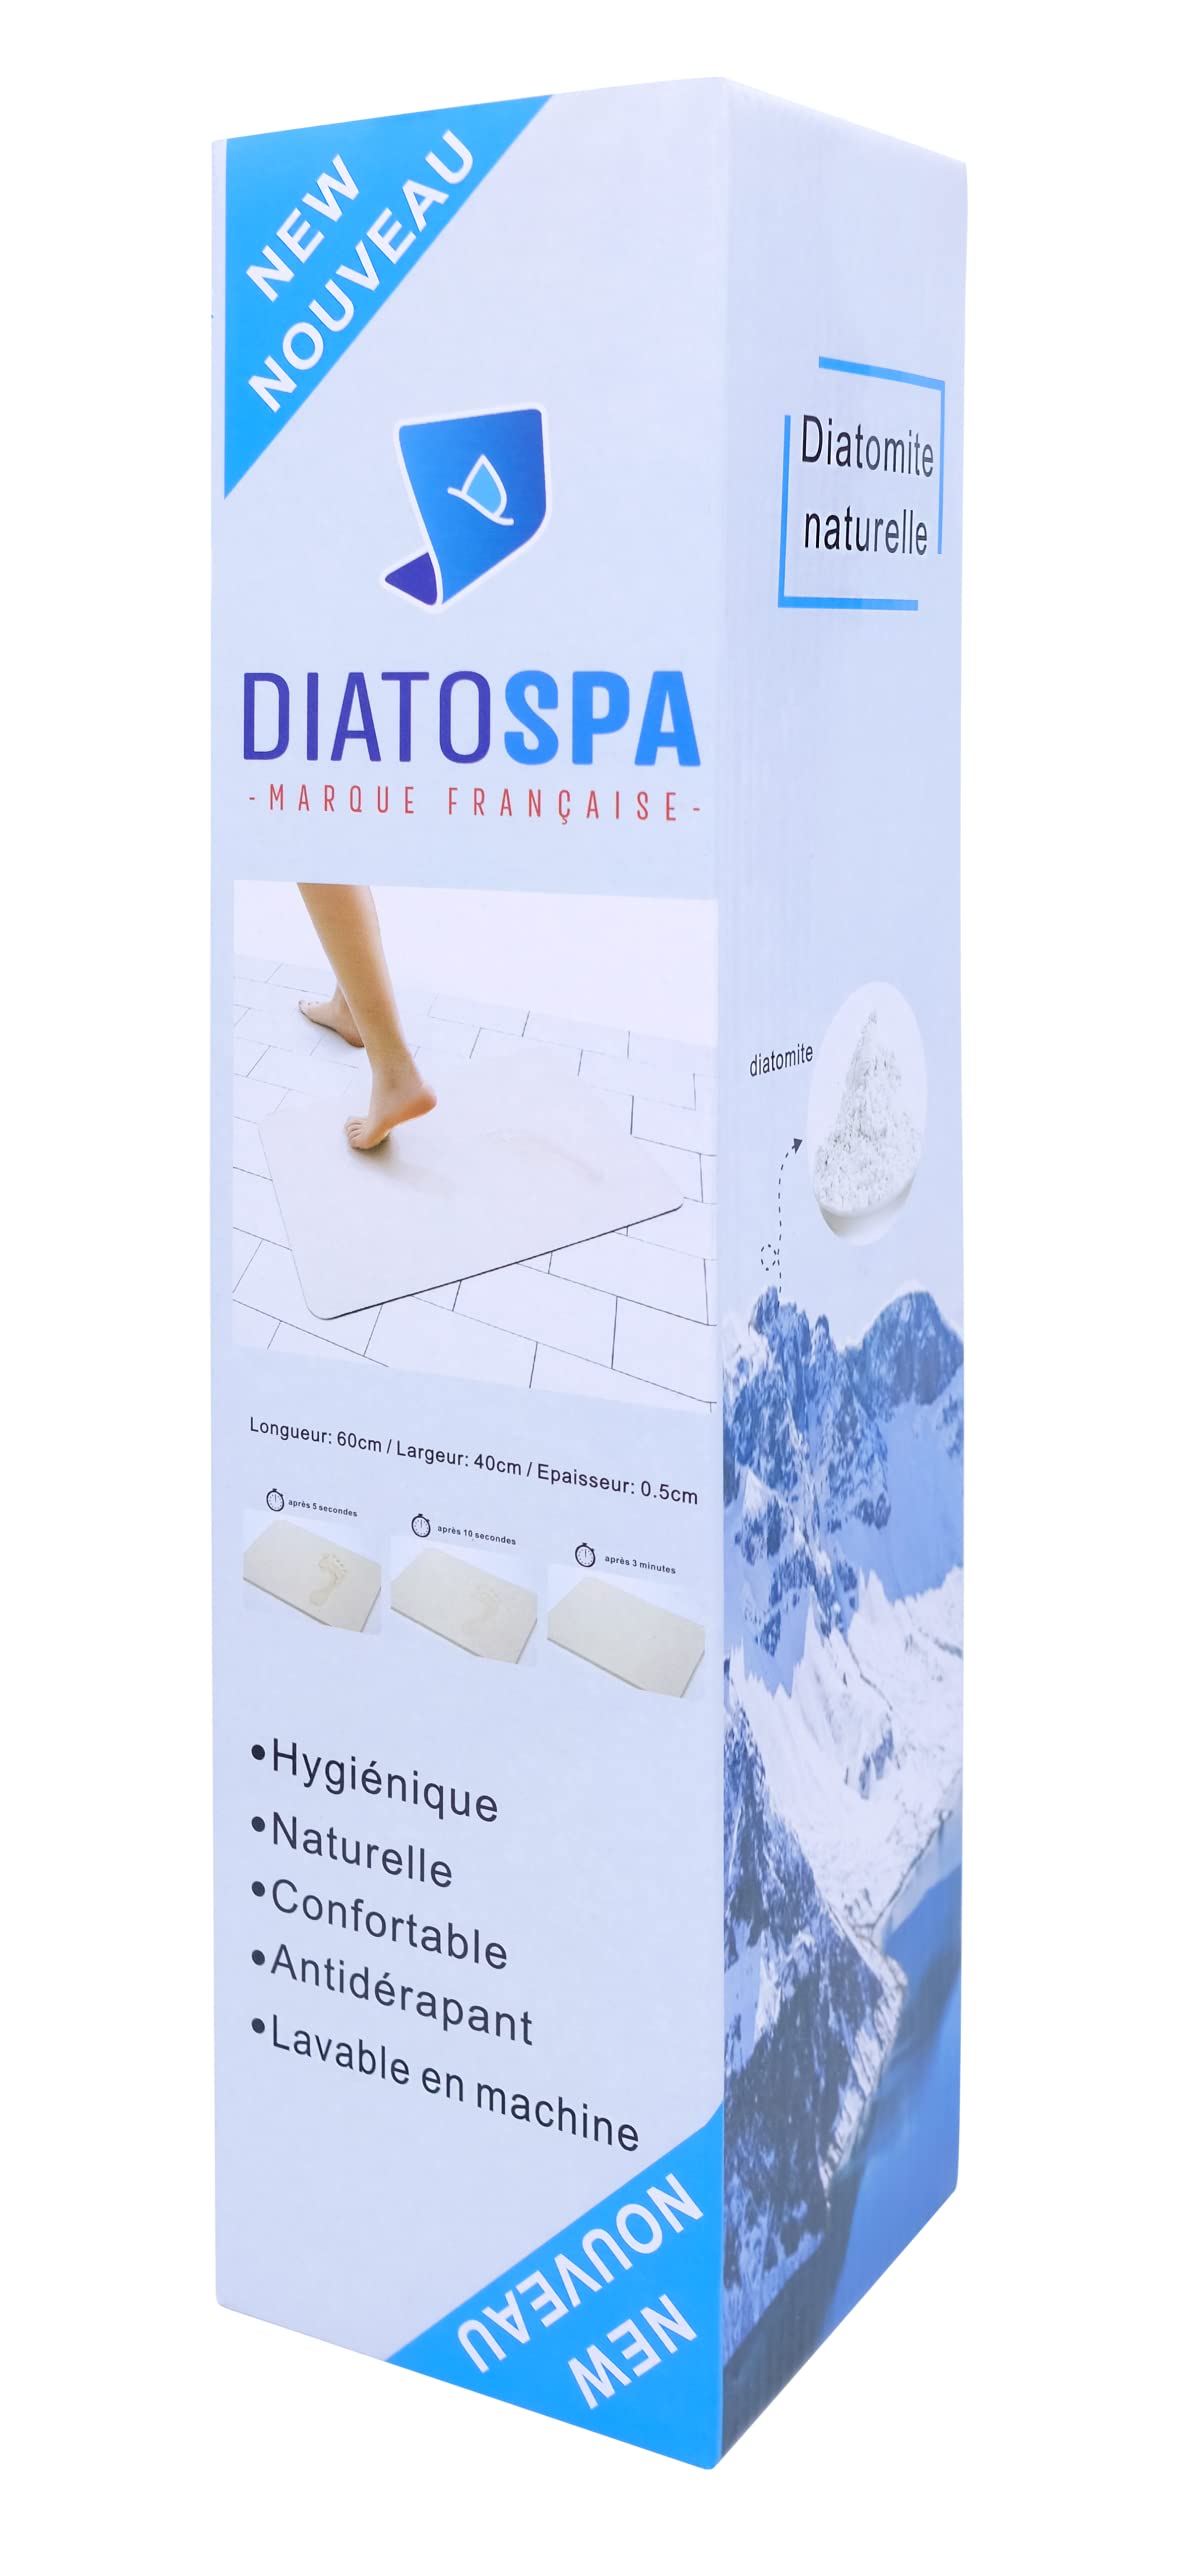 NEW
NOUVEAU
DIATOSPA
-MARQUE FRANÇAISE-
Longueur: 60cm / Largeur: 40cm / Epaisseur: 0.5cm
après 5 secondes
après 10 secondes
après 3 minutes
•Hygiénique
•Naturelle
•Confortable
•Antidérapant
•Lavable en machine
NEW
NOUVEAU
Diatomite
naturelle
diatomite